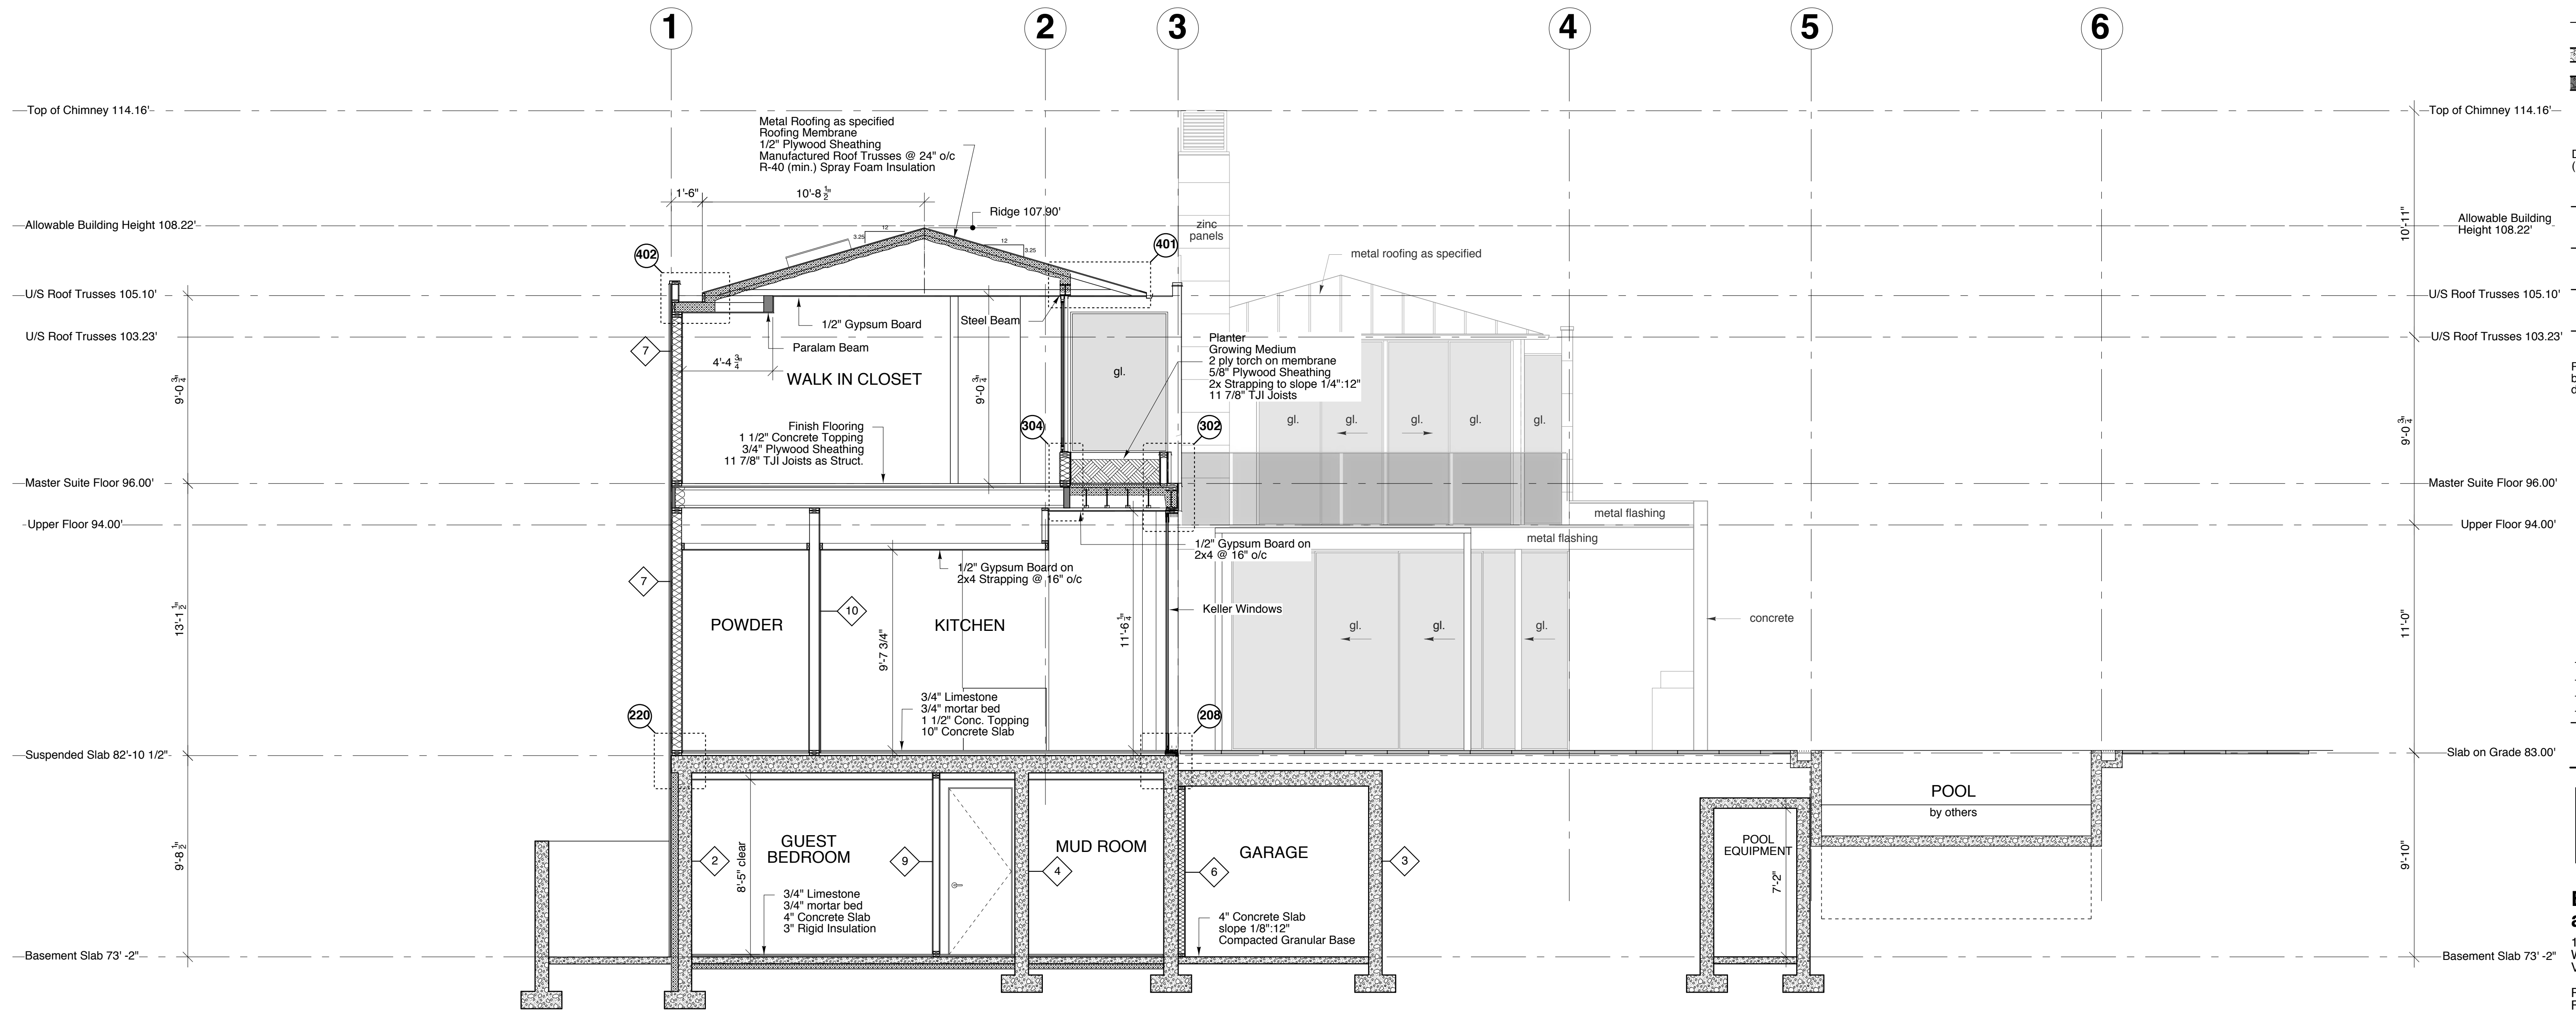 1 2 3 4 5 6
Top of Chimney 114.16'
Top of Chimney 114.16'
Metal Roofing as specified
Roofing Membrane
1/2" Plywood Sheathing
Manufactured Roof Trusses @ 24" o/c
R-40 (min.) Spray Foam Insulation
1'-6"
10'-8 1/2"
Ridge 107.90'
Allowable Building Height 108.22'
Allowable Building
Height 108.22'
10'-11"
zinc
panels
12
3.25
12
3.25
402
401
metal roofing as specified
U/S Roof Trusses 105.10'
U/S Roof Trusses 105.10'
1/2" Gypsum Board
Steel Beam
U/S Roof Trusses 103.23'
U/S Roof Trusses 103.23'
Paralam Beam
7
4'-4 3/4"
WALK IN CLOSET
9'-0 3/4"
9'-0 3/4"
9'-0 3/4"
gl.
Planter
Growing Medium
2 ply torch on membrane
5/8" Plywood Sheathing
2x Strapping to slope 1/4":12"
11 7/8" TJI Joists
gl. gl. gl. gl. gl.
304
302
Finish Flooring
1 1/2" Concrete Topping
3/4" Plywood Sheathing
11 7/8" TJI Joists as Struct.
Master Suite Floor 96.00'
Master Suite Floor 96.00'
metal flashing
Upper Floor 94.00'
Upper Floor 94.00'
metal flashing
1/2" Gypsum Board on
2x4 @ 16" o/c
1/2" Gypsum Board on
2x4 Strapping @ 16" o/c
7
10
Keller Windows
POWDER
KITCHEN
13'-1 1/2"
9'-7 3/4"
11'-6 1/4"
gl. gl. gl.
concrete
11'-0"
3/4" Limestone
3/4" mortar bed
1 1/2" Conc. Topping
10" Concrete Slab
220
208
Suspended Slab 82'-10 1/2"
Slab on Grade 83.00'
POOL
by others
GUEST
BEDROOM
MUD ROOM
GARAGE
POOL
EQUIPMENT
9'-8 1/2"
8'-5" clear
2
9
4
6
3
7'-2"
9'-10"
3/4" Limestone
3/4" mortar bed
4" Concrete Slab
3" Rigid Insulation
4" Concrete Slab
slope 1/8":12"
Compacted Granular Base
Basement Slab 73' -2"
Basement Slab 73' -2"